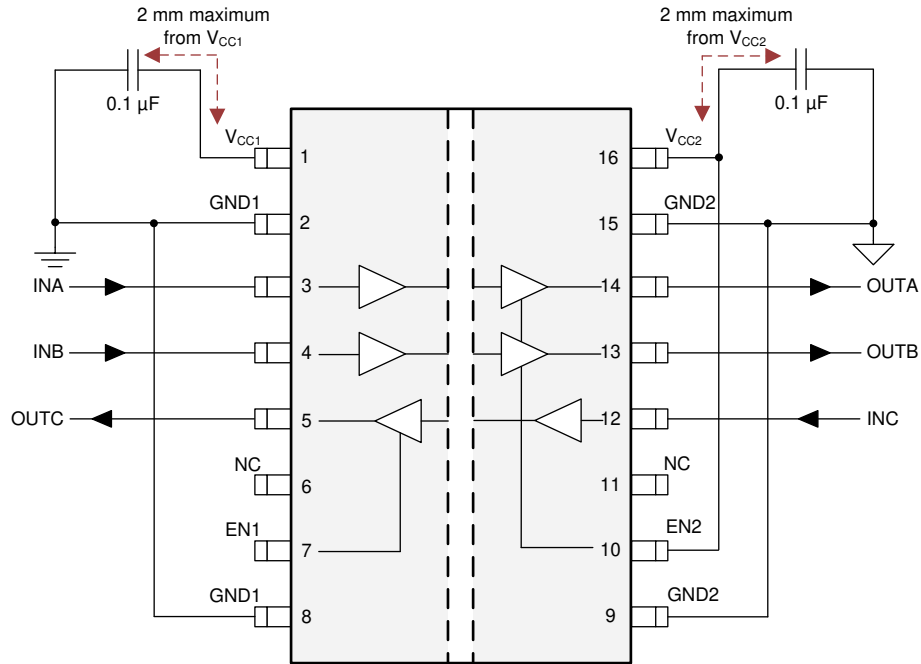 2 mm maximum
from VCC1
2 mm maximum
from VCC2
0.1 µF
0.1 µF
VCC1
1
16
VCC2
GND1
2
15
GND2
INA
3
14
OUTA
INB
4
13
OUTB
OUTC
5
12
INC
NC
6
11
NC
EN1
7
10
EN2
GND1
8
9
GND2